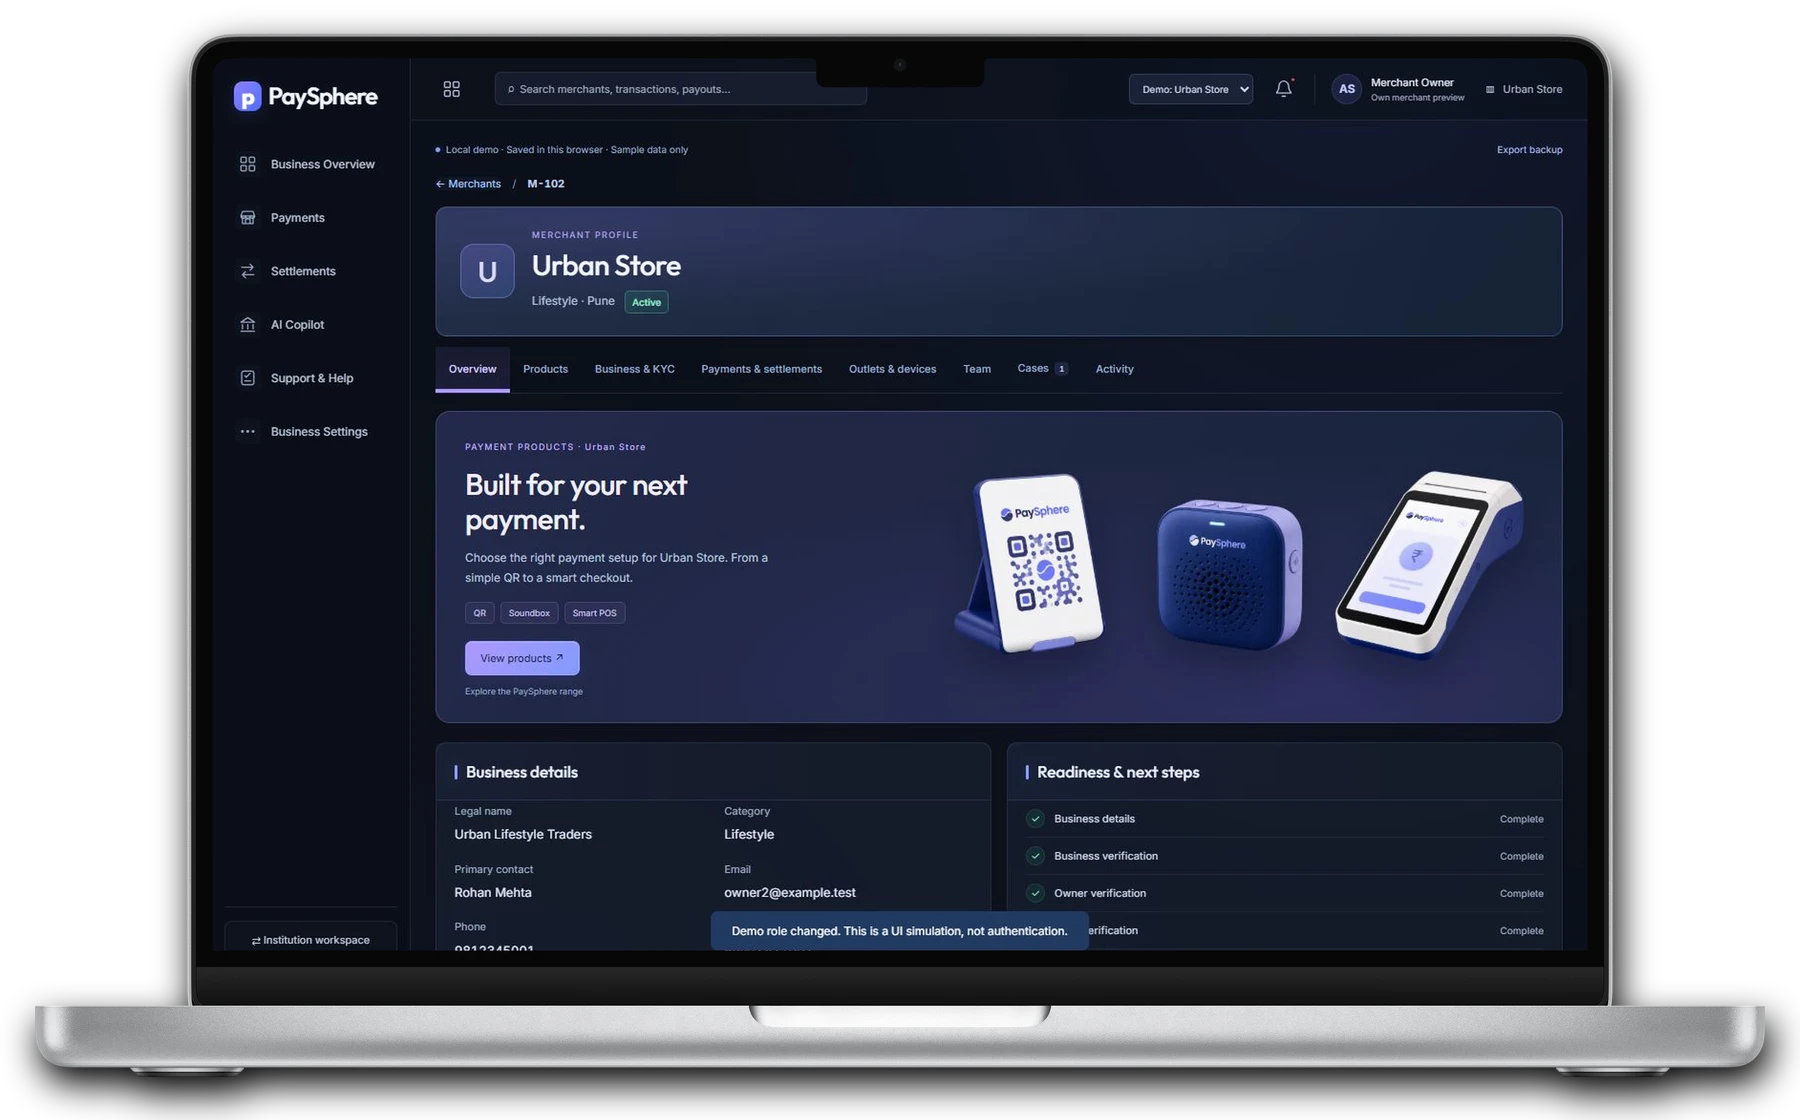 PaySphere
Business Overview
Payments
Settlements
AI Copilot
Support & Help
Business Settings
⇄ Institution workspace
Search merchants, transactions, payouts...
Demo: Urban Store
AS
Merchant Owner
Own merchant preview
Urban Store
Local demo · Saved in this browser · Sample data only
Export backup
← Merchants / M-102
MERCHANT PROFILE
U
Urban Store
Lifestyle · Pune Active
Overview Products Business & KYC Payments & settlements Outlets & devices Team Cases 1 Activity
PAYMENT PRODUCTS · Urban Store
Built for your next
payment.
Choose the right payment setup for Urban Store. From a
simple QR to a smart checkout.
QR Soundbox Smart POS
View products ↗
Explore the PaySphere range
PaySphere
PaySphere
PaySphere
₹
Business details
Legal name
Urban Lifestyle Traders
Category
Lifestyle
Primary contact
Rohan Mehta
Email
owner2@example.test
Phone
9812345001
Readiness & next steps
Business details Complete
Business verification Complete
Owner verification Complete
erification Complete
Demo role changed. This is a UI simulation, not authentication.